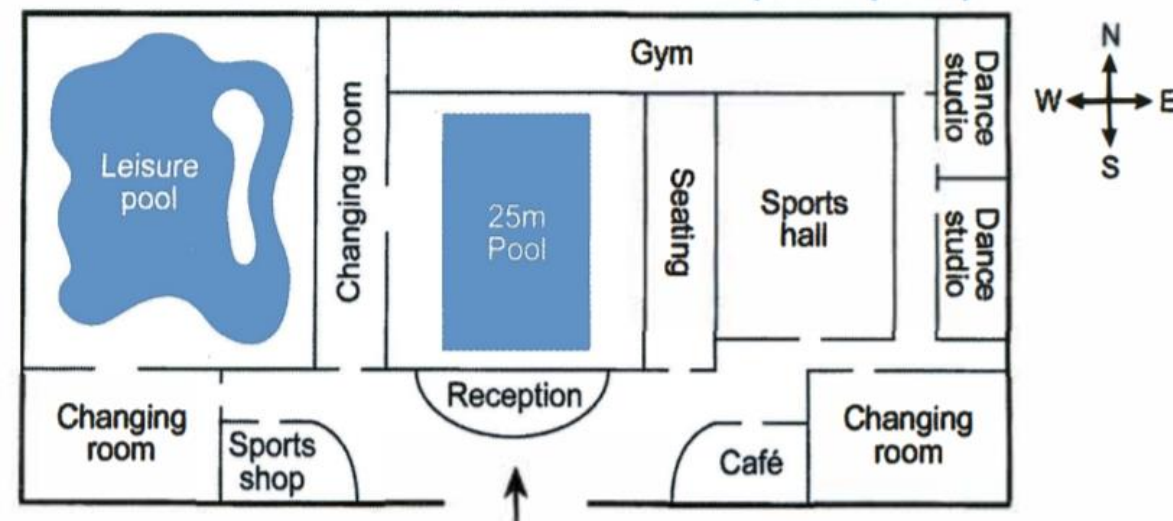 Gym
Dance
studio
N
W
E
S
Changing room
Leisure
pool
25m
Pool
Seating
Sports
hall
Dance
studio
Reception
Changing
room
Sports
shop
Café
Changing
room